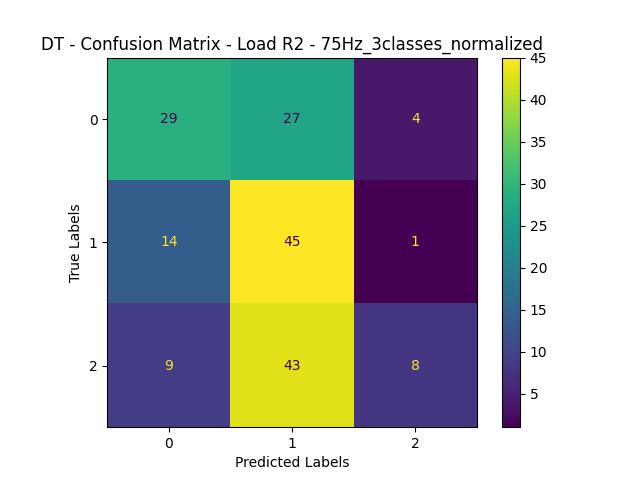 DT - Confusion Matrix - Load R2 - 75Hz_3classes_normalized
True Labels
0 29 27 4
1 14 45 1
2 9 43 8
0 1 2
Predicted Labels
45
40
35
30
25
20
15
10
5